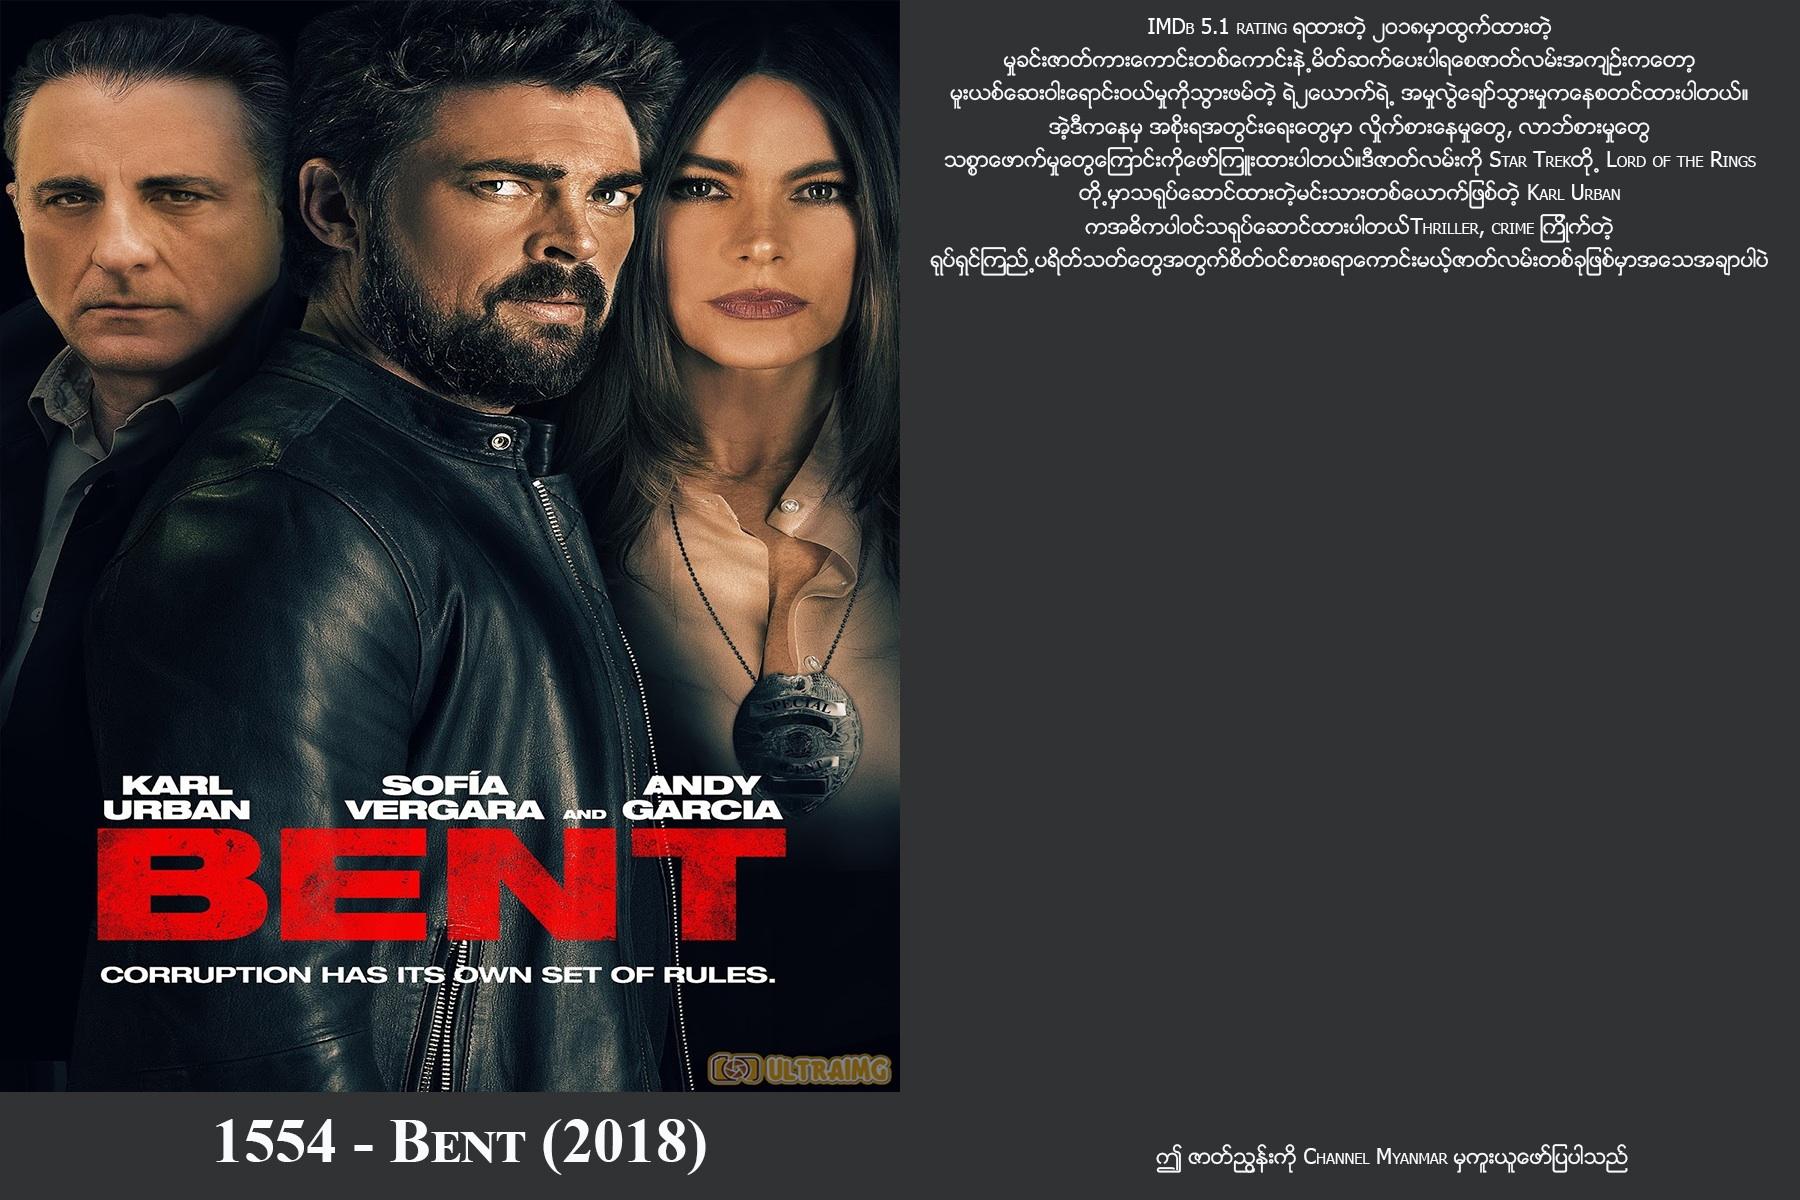 IMDb 5.1 rating ရထားတဲ့ ၂၀၁၈မှာထွက်ထားတဲ့
မှုခင်းဇာတ်ကားကောင်းတစ်ကောင်းနဲ့မိတ်ဆက်ပေးပါရစေဇာတ်လမ်းအကျဉ်းကတော့
မူးယစ်ဆေးဝါးရောင်းဝယ်မှုကိုသွားဖမ်တဲ့ ရဲ၂ယောက်ရဲ့ အမှုလွဲချော်သွားမှုကနေစတင်ထားပါတယ်။
အဲ့ဒီကနေမှ အစိုးရအတွင်းရေးတွေမှာ လှိုက်စားနေမှုတွေ, လာဘ်စားမှုတွေ
သစ္စာဖောက်မှုတွေကြောင်းကိုဖော်ကြူးထားပါတယ်။ဒီဇာတ်လမ်းကို Star Trekတို့ Lord of the Rings
တို့မှာသရုပ်ဆောင်ထားတဲ့မင်းသားတစ်ယောက်ဖြစ်တဲ့ Karl Urban
ကအဓိကပါဝင်သရုပ်ဆောင်ထားပါတယ်Thriller, crime ကြိုက်တဲ့
ရုပ်ရှင်ကြည့်ပရိတ်သတ်တွေအတွက်စိတ်ဝင်စားစရာကောင်းမယ့်ဇာတ်လမ်းတစ်ခုဖြစ်မှာအသေအချာပါပဲ
SPECIAL
AGENT
KARL URBAN SOFÍA VERGARA AND ANDY GARCIA
BENT
CORRUPTION HAS ITS OWN SET OF RULES.
ULTRAIMG
1554 - Bent (2018)
ဤ ဇာတ်ညွှန်းကို Channel Myanmar မှကူးယူဖော်ပြပါသည်